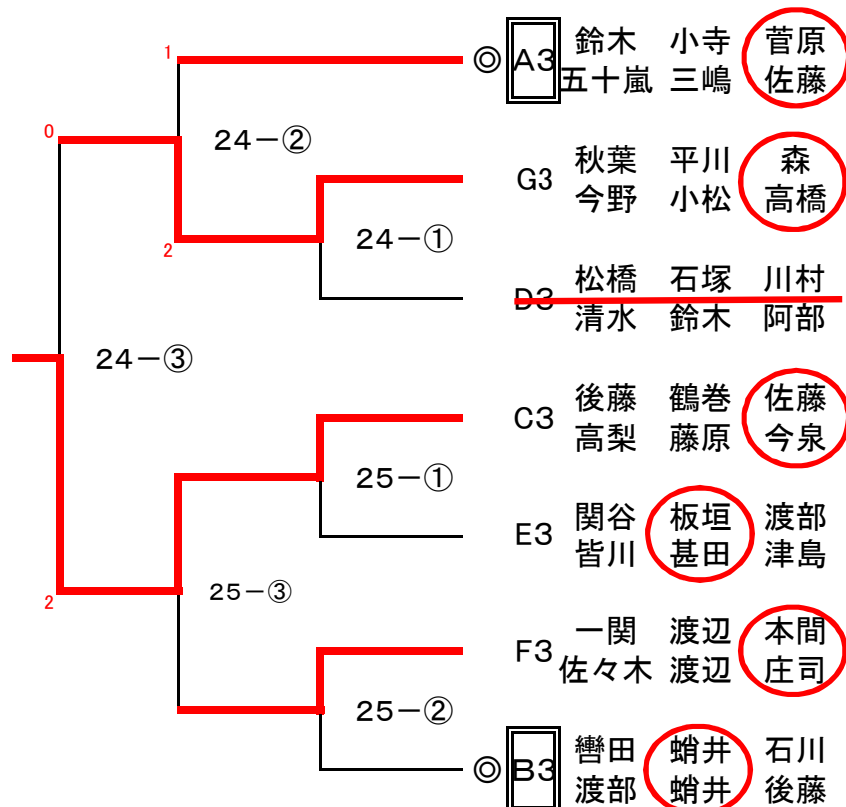 1
◎ A3 鈴木 小寺 菅原
五十嵐 三嶋 佐藤
0
24-②
G3 秋葉 平川 森
今野 小松 高橋
24-①
2
D3 松橋 石塚 川村
清水 鈴木 阿部
24-③
C3 後藤 鶴巻 佐藤
高梨 藤原 今泉
25-①
E3 関谷 板垣 渡部
皆川 甚田 津島
25-③
2
F3 一関 渡辺 本間
佐々木 渡辺 庄司
25-②
◎ B3 轡田 蛸井 石川
渡部 蛸井 後藤